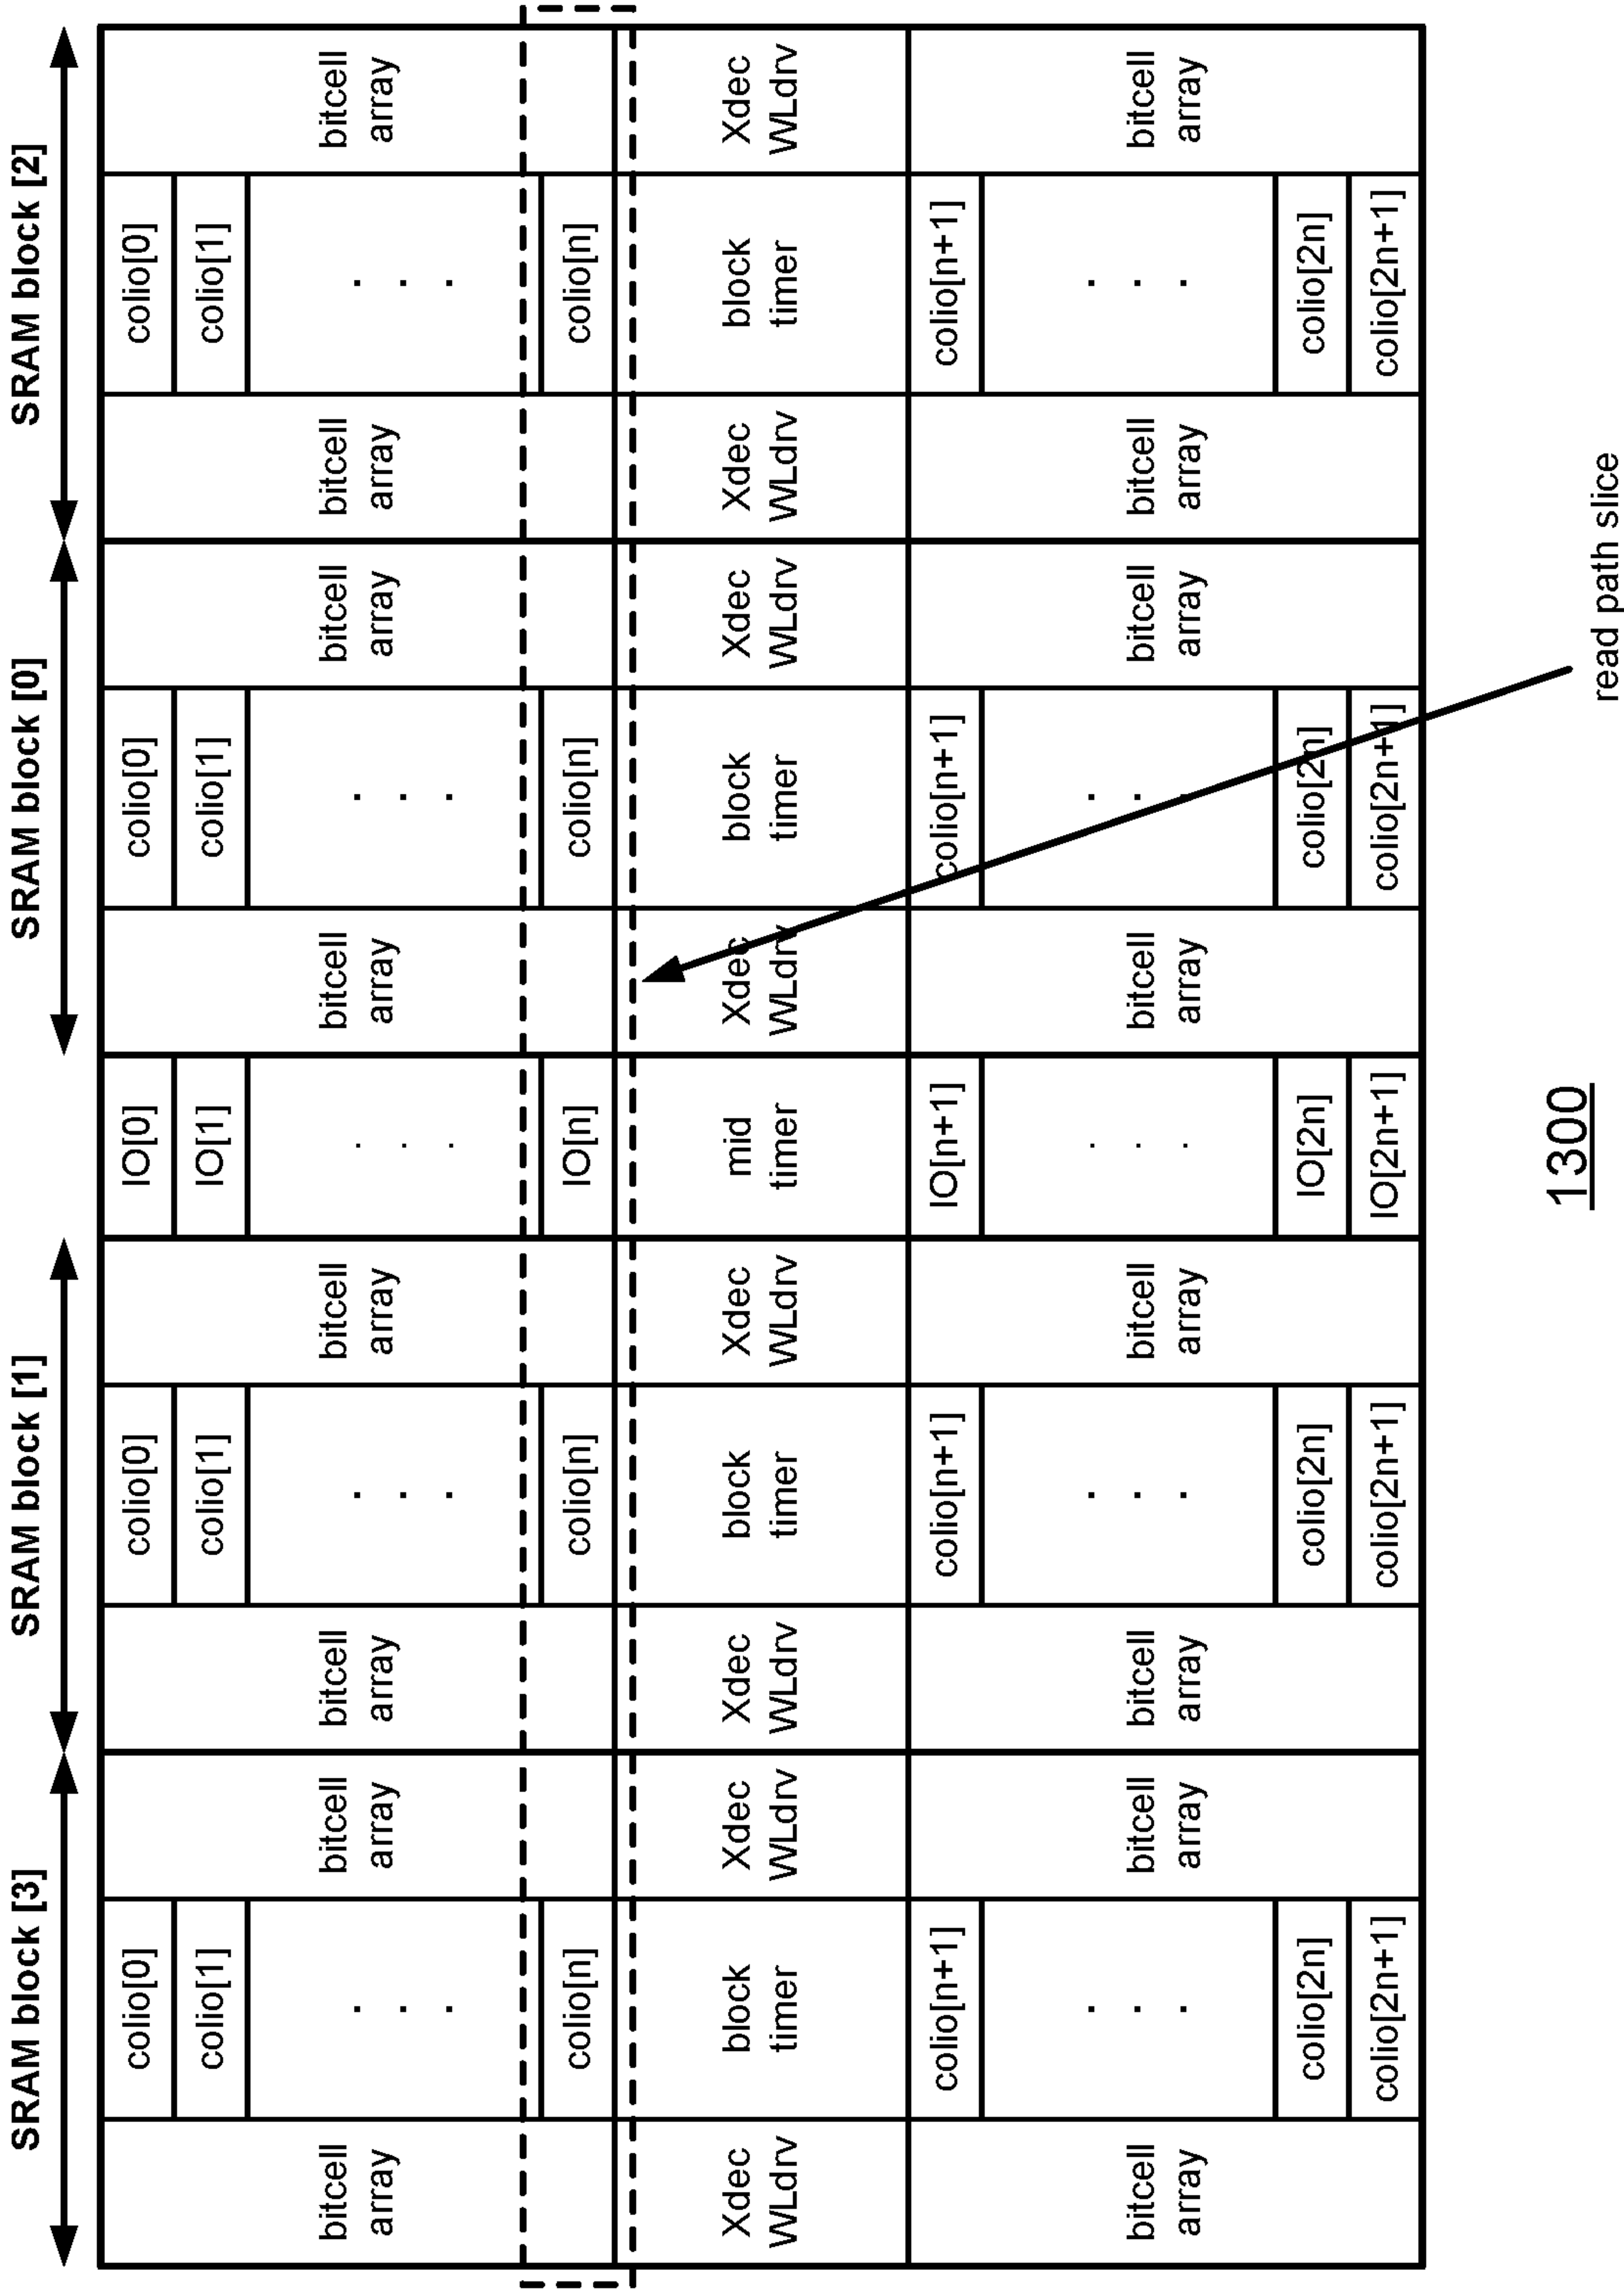 SRAM block [3] SRAM block [1] SRAM block [0] SRAM block [2]
colio[0] colio[0] IO[0] colio[0] colio[0]
colio[1] colio[1] IO[1] colio[1] colio[1]
bitcell bitcell bitcell bitcell bitcell bitcell bitcell bitcell
array array array array array array array array
colio[n] colio[n] IO[n] colio[n] colio[n]
Xdec block Xdec Xdec block Xdec mid Xdec block Xdec Xdec block Xdec
WLdrv timer WLdrv WLdrv timer WLdrv timer WLdrv timer WLdrv WLdrv timer WLdrv
colio[n+1] colio[n+1] IO[n+1] colio[n+1] colio[n+1]
bitcell bitcell bitcell bitcell bitcell bitcell bitcell bitcell
array array array array array array array array
colio[2n] colio[2n] IO[2n] colio[2n] colio[2n]
colio[2n+1] colio[2n+1] IO[2n+1] colio[2n+1] colio[2n+1]
1300
read path slice